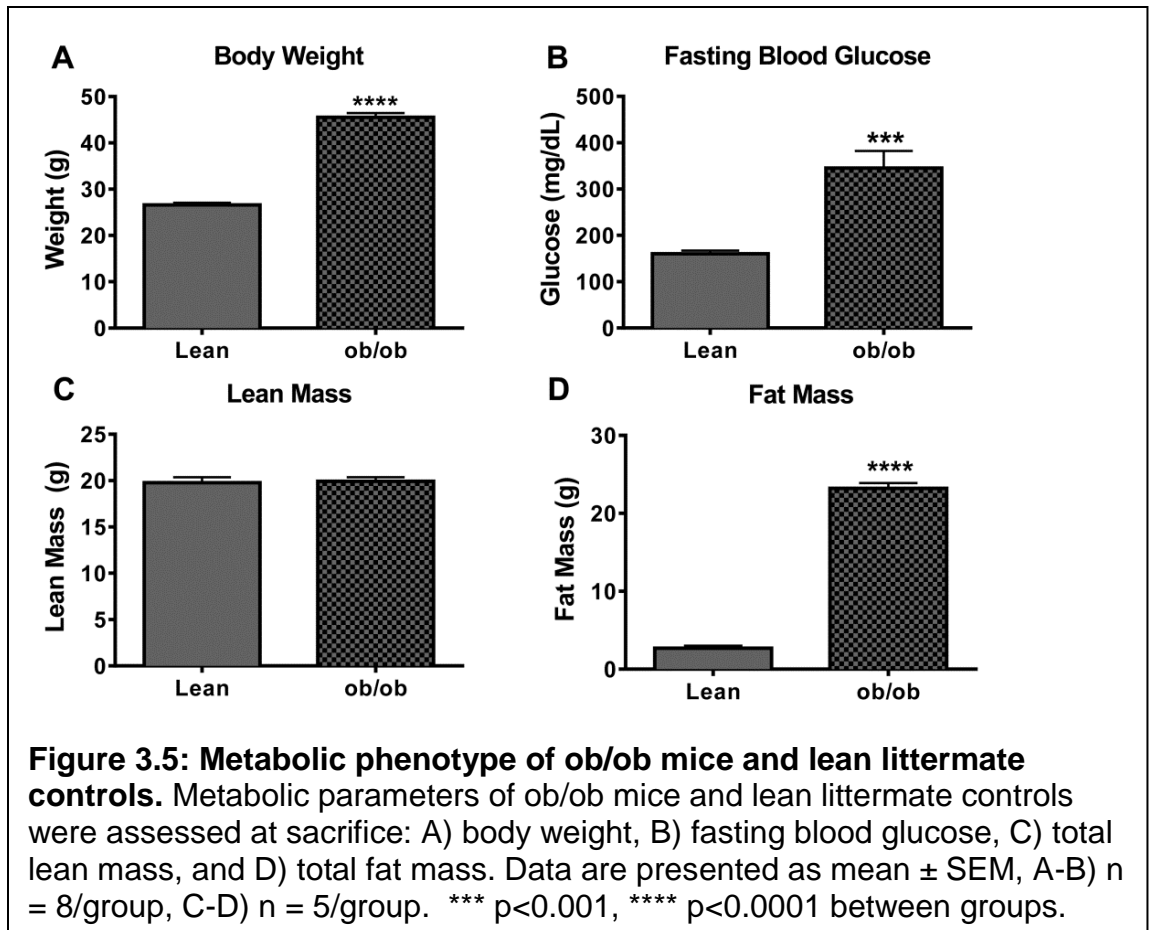 A Body Weight
Weight (g)
50
40
30
20
10
0
****
Lean ob/ob
B Fasting Blood Glucose
Glucose (mg/dL)
500
400
300
200
100
0
***
Lean ob/ob
C Lean Mass
Lean Mass (g)
25
20
15
10
5
0
Lean ob/ob
D Fat Mass
Fat Mass (g)
30
20
10
0
****
Lean ob/ob
Figure 3.5: Metabolic phenotype of ob/ob mice and lean littermate
controls. Metabolic parameters of ob/ob mice and lean littermate controls
were assessed at sacrifice: A) body weight, B) fasting blood glucose, C) total
lean mass, and D) total fat mass. Data are presented as mean ± SEM, A-B) n
= 8/group, C-D) n = 5/group. *** p<0.001, **** p<0.0001 between groups.